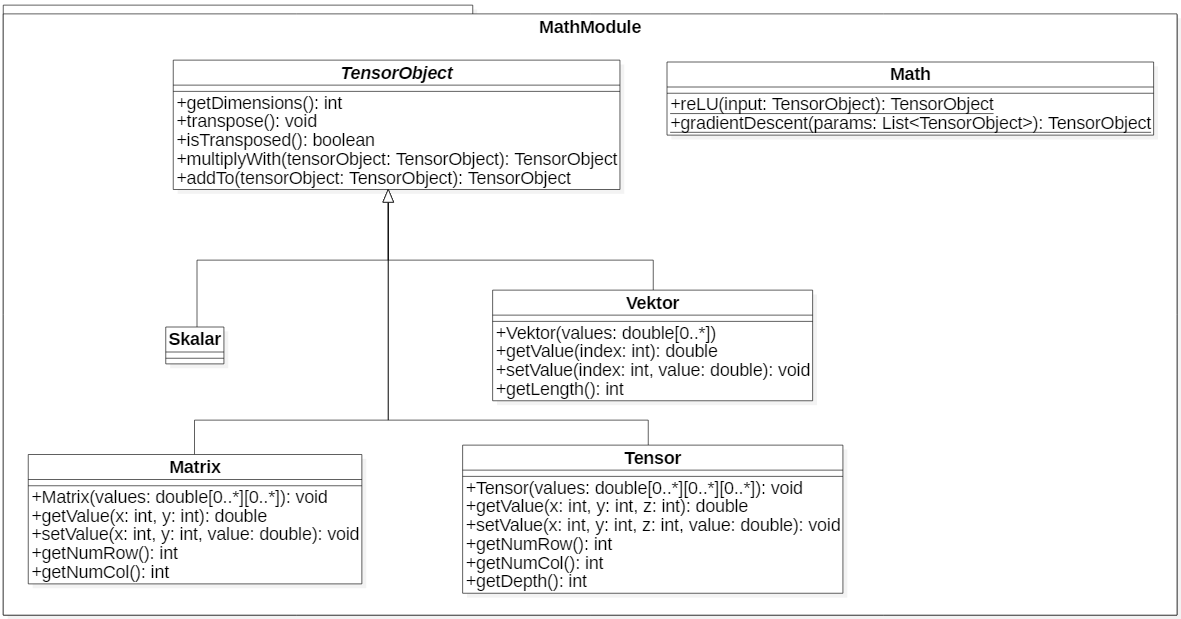 MathModule
TensorObject
+getDimensions(): int
+transpose(): void
+isTransposed(): boolean
+multiplyWith(tensorObject: TensorObject): TensorObject
+addTo(tensorObject: TensorObject): TensorObject
Math
+reLU(input: TensorObject): TensorObject
+gradientDescent(params: List<TensorObject>): TensorObject
Skalar
Vektor
+Vektor(values: double[0..*])
+getValue(index: int): double
+setValue(index: int, value: double): void
+getLength(): int
Matrix
+Matrix(values: double[0..*][0..*]): void
+getValue(x: int, y: int): double
+setValue(x: int, y: int, value: double): void
+getNumRow(): int
+getNumCol(): int
Tensor
+Tensor(values: double[0..*][0..*][0..*]): void
+getValue(x: int, y: int, z: int): double
+setValue(x: int, y: int, z: int, value: double): void
+getNumRow(): int
+getNumCol(): int
+getDepth(): int